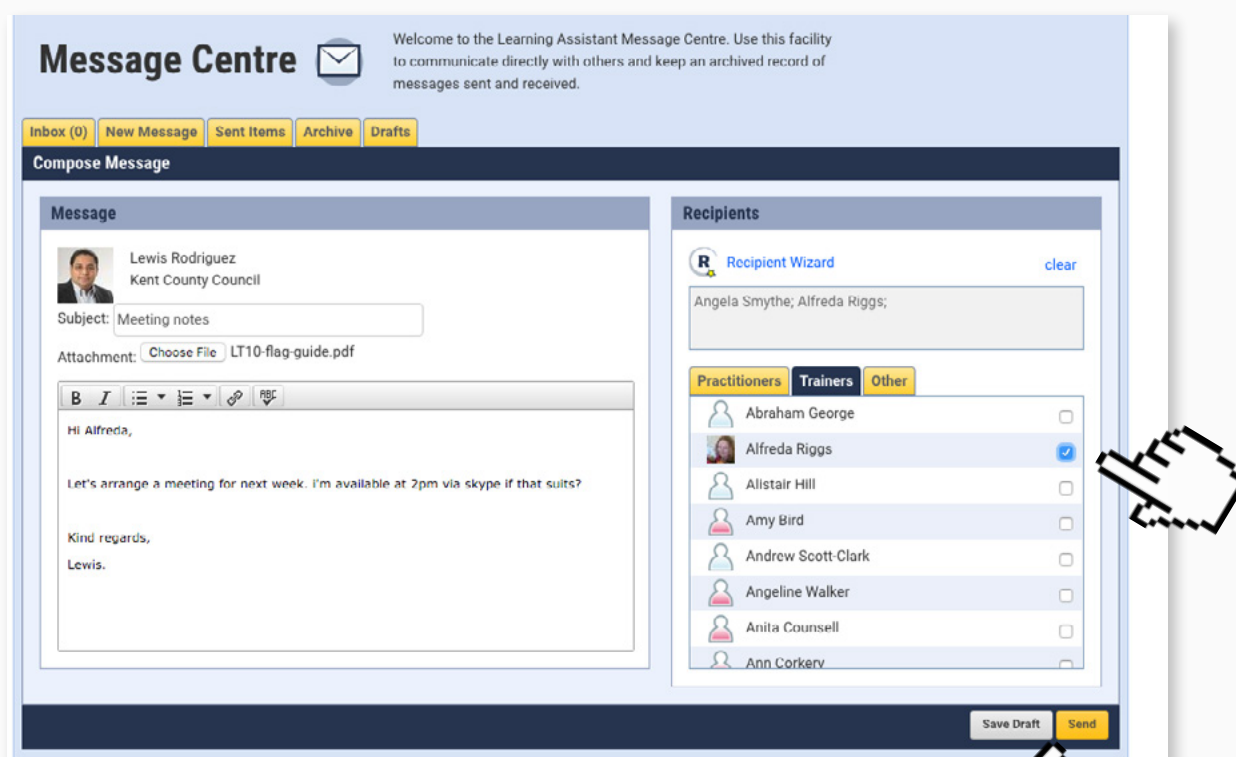 Message Centre
Welcome to the Learning Assistant Message Centre. Use this facility
to communicate directly with others and keep an archived record of
messages sent and received.
Inbox (0) New Message Sent Items Archive Drafts
Compose Message
Message
Lewis Rodriguez
Kent County Council
Subject: Meeting notes
Attachment: Choose File LT10-flag-guide.pdf
B I ABC
Hi Alfreda,
Let's arrange a meeting for next week. i'm available at 2pm via skype if that suits?
Kind regards,
Lewis.
Recipients
R Recipient Wizard clear
Angela Smythe; Alfreda Riggs;
Practitioners Trainers Other
Abraham George
Alfreda Riggs
Alistair Hill
Amy Bird
Andrew Scott-Clark
Angeline Walker
Anita Counsell
Ann Corkery
Save Draft Send